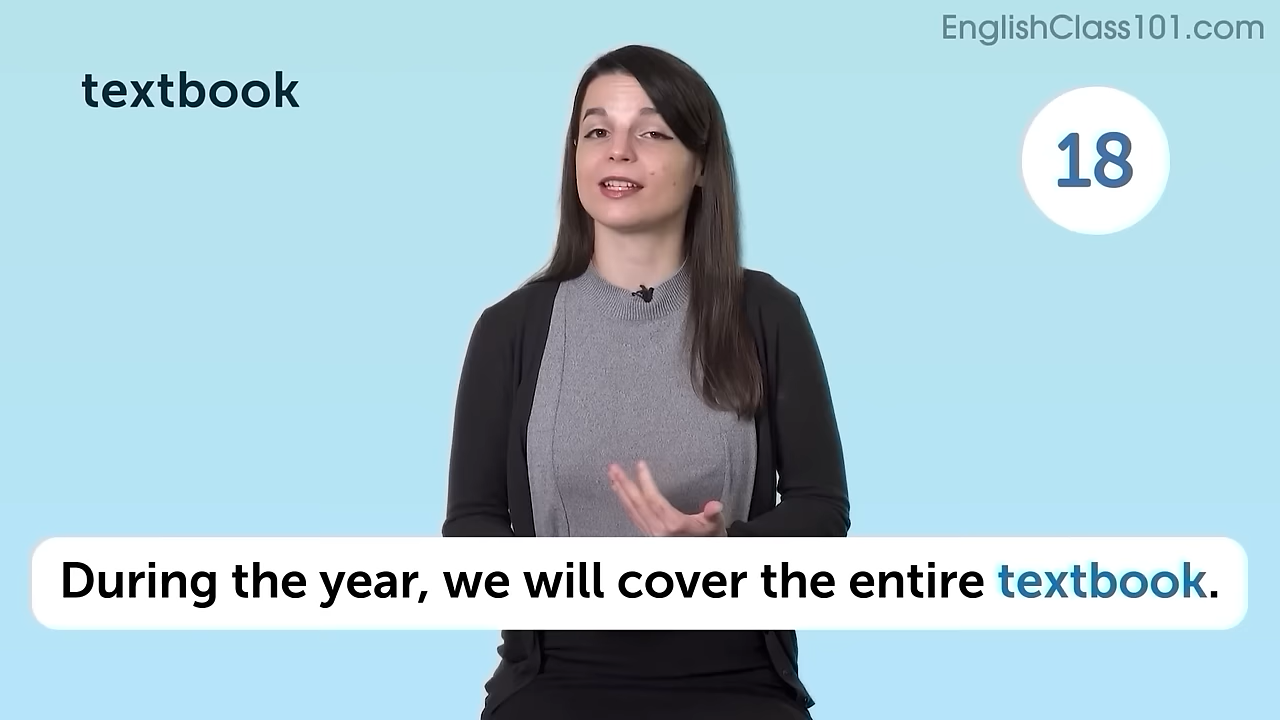 EnglishClass101.com
textbook
18
During the year, we will cover the entire textbook.